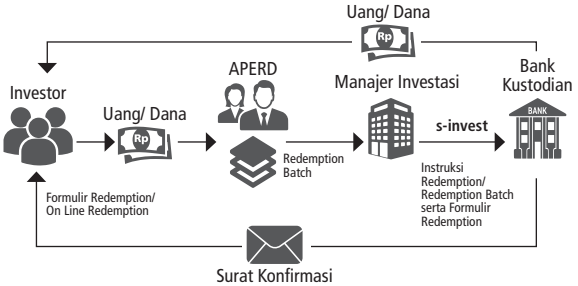 Uang/ Dana
Rp
Investor
Uang/ Dana
Rp
APERD
Redemption
Batch
Manajer Investasi
s-invest
Bank
Kustodian
BANK
Instruksi
Redemption/
Redemption Batch
serta Formulir
Redemption
Formulir Redemption/
On Line Redemption
Surat Konfirmasi